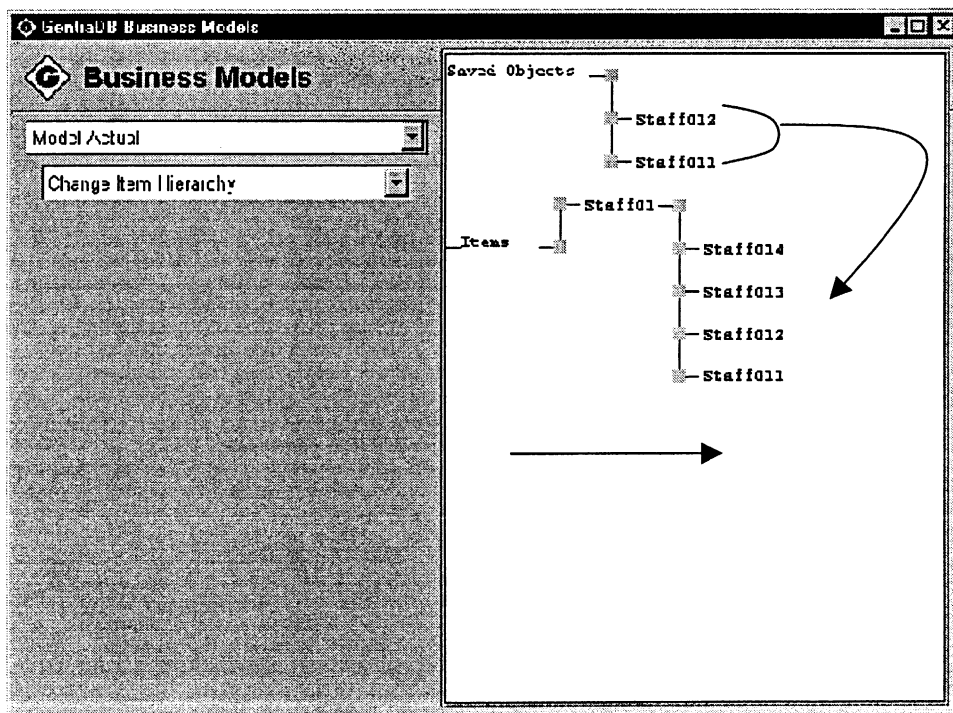 GentiaDB Business Models
G Business Models
Model Actual
Change Item Hierarchy
Saved Objects
Staff012
Staff011
Staff01
Items
Staff014
Staff013
Staff012
Staff011